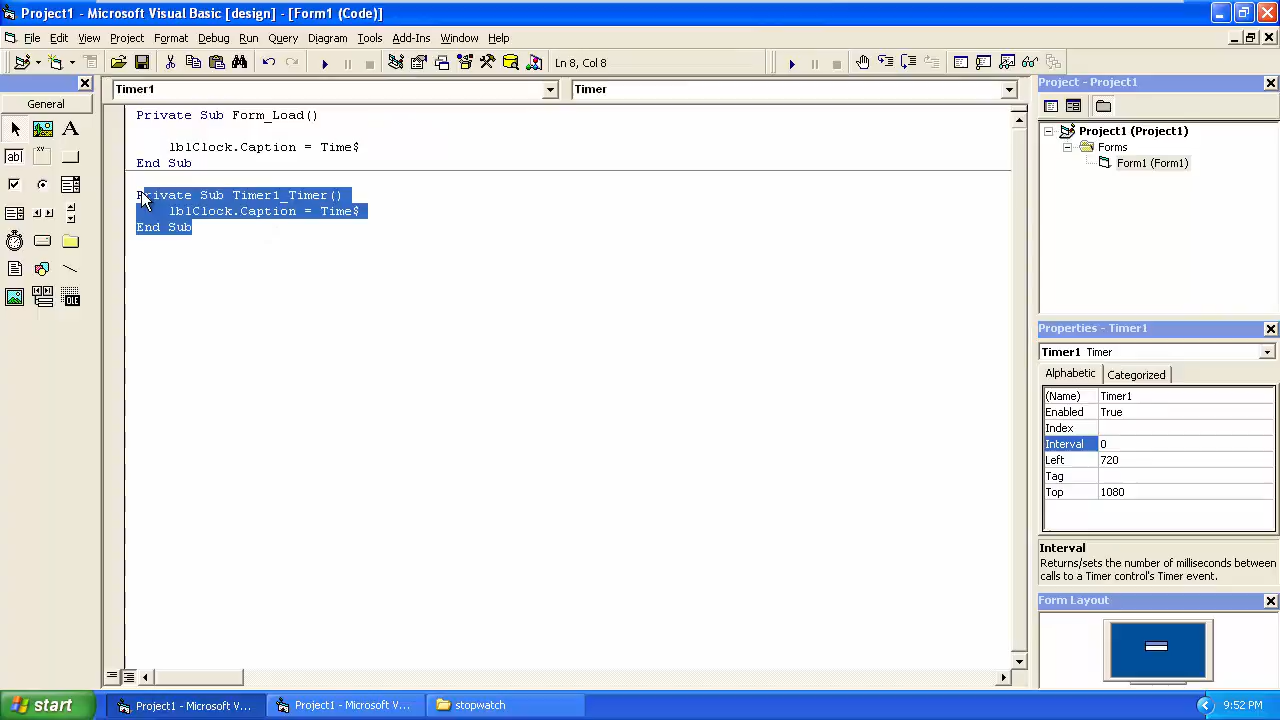 Project1 - Microsoft Visual Basic [design] - [Form1 (Code)]
File Edit View Project Format Debug Run Query Diagram Tools Add-Ins Window Help
Ln 8, Col 8
General
Timer1
Timer
Private Sub Form_Load()
lblClock.Caption = Time$
End Sub
Private Sub Timer1_Timer()
lblClock.Caption = Time$
End Sub
Project - Project1
Project1 (Project1)
Forms
Form1 (Form1)
Properties - Timer1
Timer1 Timer
Alphabetic Categorized
(Name) Timer1
Enabled True
Index
Interval 0
Left 720
Tag
Top 1080
Interval
Returns/sets the number of milliseconds between
calls to a Timer control's Timer event.
Form Layout
start
Project1 - Microsoft V...
Project1 - Microsoft V...
stopwatch
9:52 PM